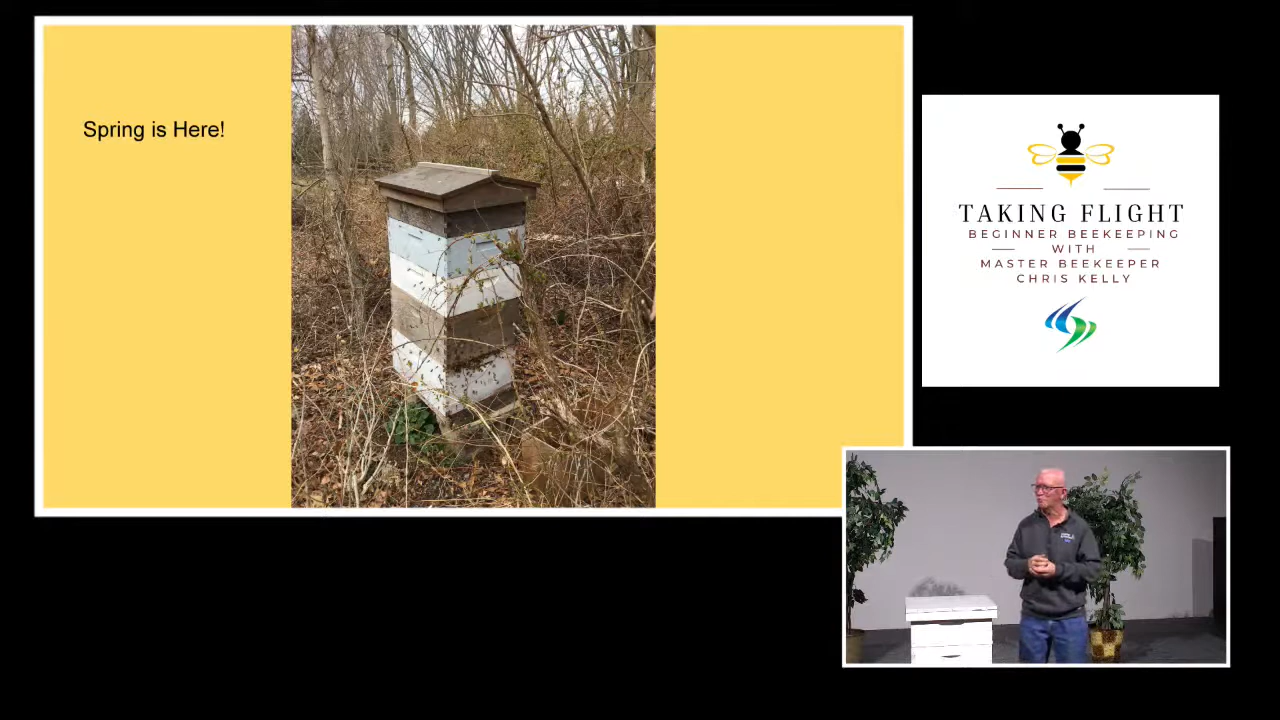 Spring is Here!
TAKING FLIGHT
BEGINNER BEEKEEPING
WITH
MASTER BEEKEEPER
CHRIS KELLY